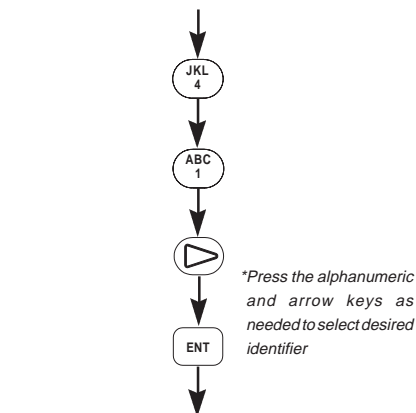 JKL
4
ABC
1
*Press the alphanumeric
and arrow keys as
needed to select desired
identifier
ENT